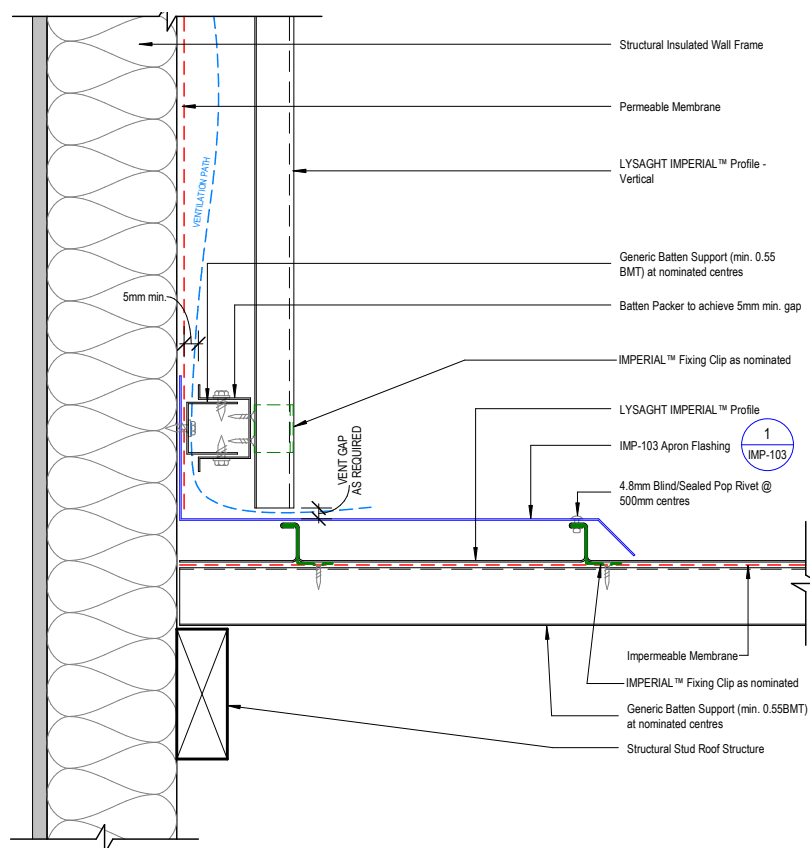 Structural Insulated Wall Frame
Permeable Membrane
VENTILATION PATH
LYSAGHT IMPERIAL™ Profile -
Vertical
Generic Batten Support (min. 0.55
BMT) at nominated centres
5mm min.
Batten Packer to achieve 5mm min. gap
IMPERIAL™ Fixing Clip as nominated
LYSAGHT IMPERIAL™ Profile
VENT GAP
AS REQUIRED
IMP-103 Apron Flashing
1
IMP-103
4.8mm Blind/Sealed Pop Rivet @
500mm centres
Impermeable Membrane
IMPERIAL™ Fixing Clip as nominated
Generic Batten Support (min. 0.55BMT)
at nominated centres
Structural Stud Roof Structure